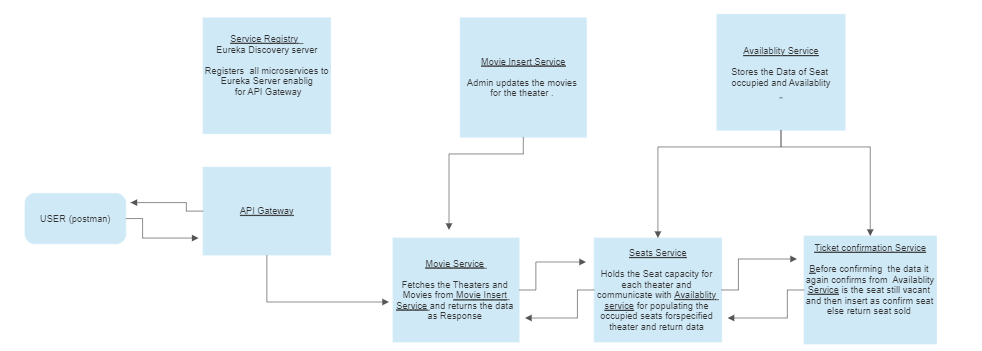 Service Registry
Eureka Discovery server
Registers all microservices to
Eureka Server enablig
for API Gateway
Movie Insert Service
Admin updates the movies
for the theater .
Availablity Service
Stores the Data of Seat
occupied and Availablity
USER (postman)
API Gateway
Movie Service
Fetches the Theaters and
Movies from Movie Insert
Service and returns the data
as Response
Seats Service
Holds the Seat capacity for
each theater and
communicate with Availablity
service for populating the
occupied seats forspecified
theater and return data
Ticket confirmation Service
Before confirming the data it
again confirms from Availablity
Service is the seat still vacant
and then insert as confirm seat
else return seat sold